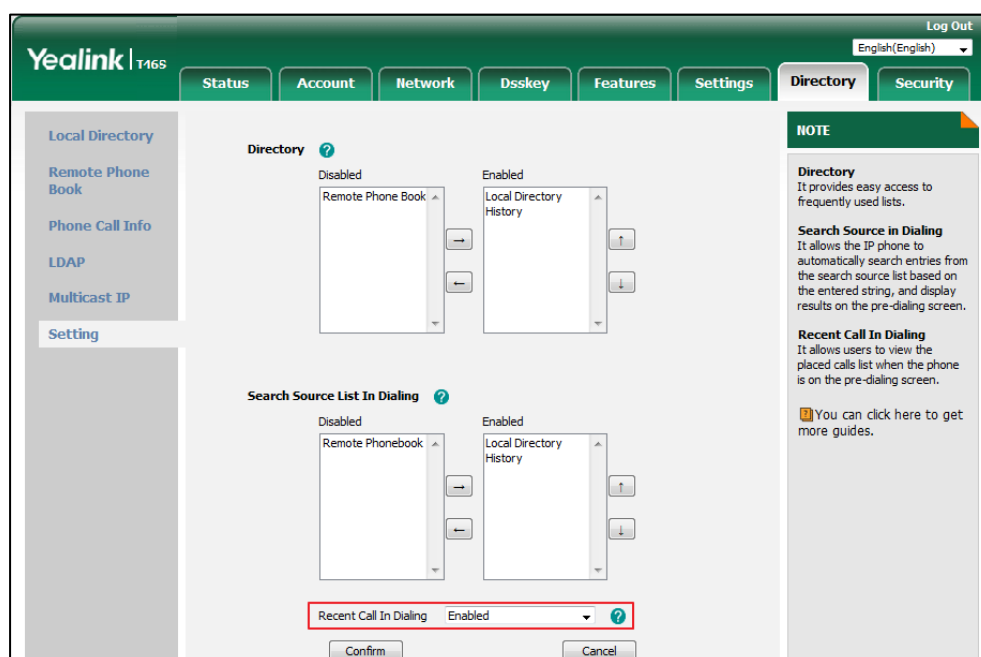 Log Out
Yealink T46S
English(English)
Status Account Network Dsskey Features Settings Directory Security
Local Directory
Remote Phone
Book
Phone Call Info
LDAP
Multicast IP
Setting
Directory ?
Disabled Enabled
Remote Phone Book
Local Directory
History
→
←
↑
↓
Search Source List In Dialing ?
Disabled Enabled
Remote Phonebook
Local Directory
History
→
←
↑
↓
Recent Call In Dialing Enabled ?
Confirm Cancel
NOTE
Directory
It provides easy access to
frequently used lists.
Search Source in Dialing
It allows the IP phone to
automatically search entries from
the search source list based on
the entered string, and display
results on the pre-dialing screen.
Recent Call In Dialing
It allows users to view the
placed calls list when the phone
is on the pre-dialing screen.
? You can click here to get
more guides.